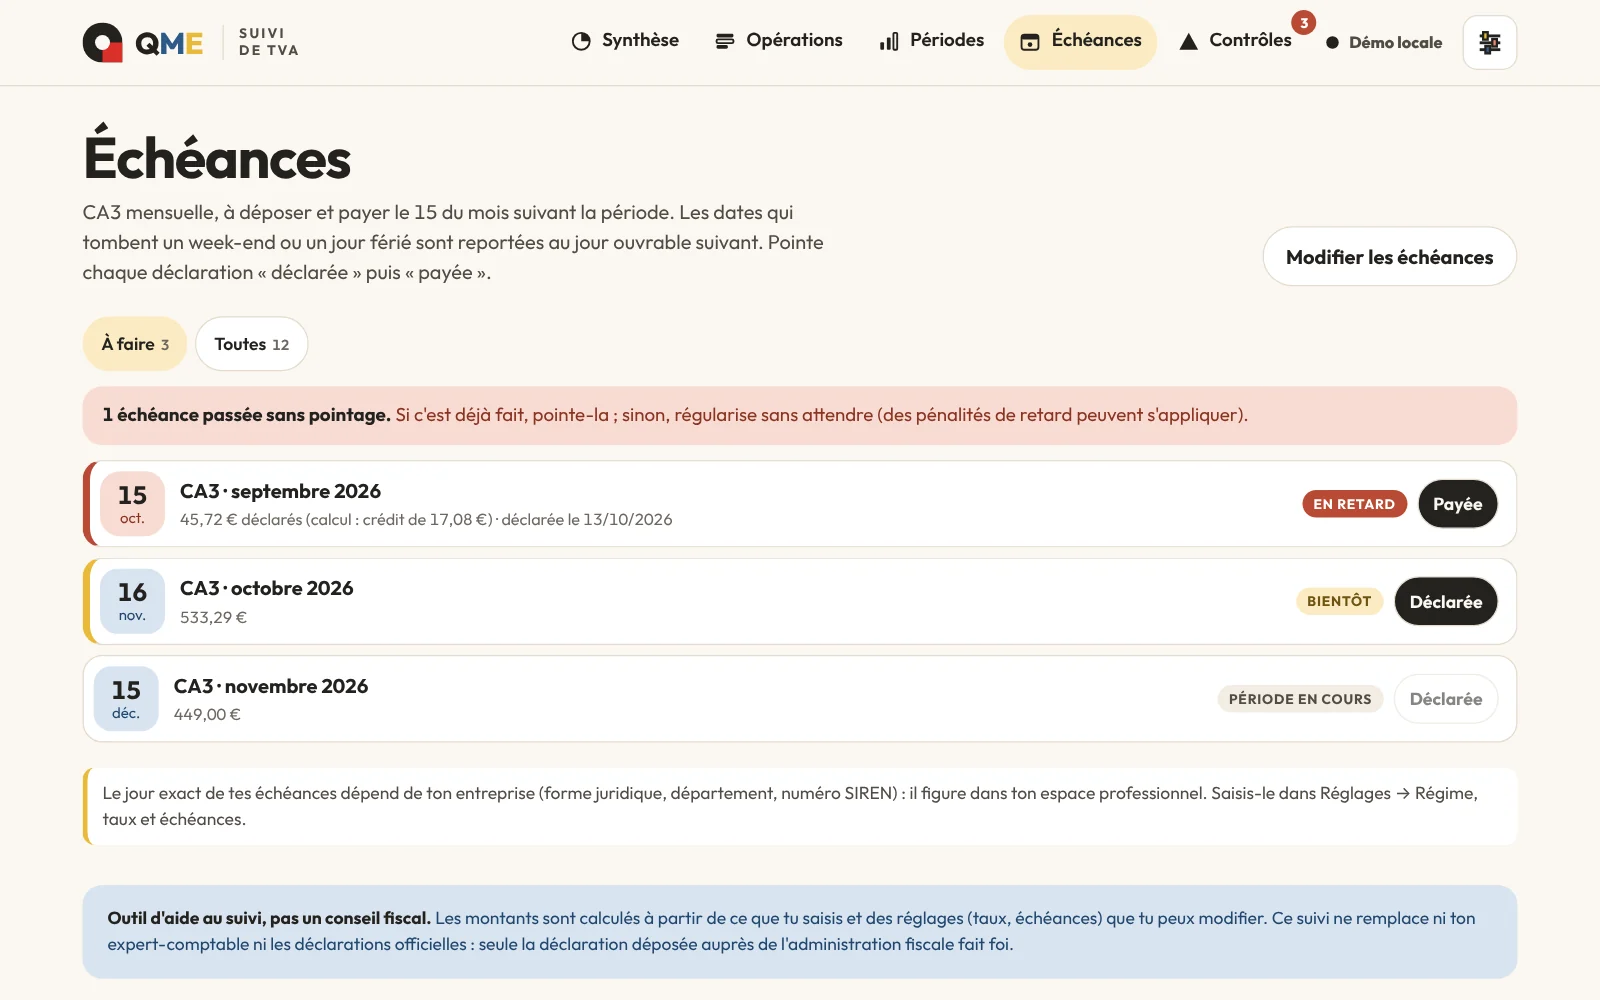 QME
SUIVI
DE TVA
Synthèse
Opérations
Périodes
Échéances
Contrôles
3
Démo locale
Échéances
CA3 mensuelle, à déposer et payer le 15 du mois suivant la période. Les dates qui
tombent un week-end ou un jour férié sont reportées au jour ouvrable suivant. Pointe
chaque déclaration « déclarée » puis « payée ».
Modifier les échéances
À faire 3
Toutes 12
1 échéance passée sans pointage. Si c'est déjà fait, pointe-la ; sinon, régularise sans attendre (des pénalités de retard peuvent s'appliquer).
15
oct.
CA3 · septembre 2026
45,72 € déclarés (calcul : crédit de 17,08 €) · déclarée le 13/10/2026
EN RETARD
Payée
16
nov.
CA3 · octobre 2026
533,29 €
BIENTÔT
Déclarée
15
déc.
CA3 · novembre 2026
449,00 €
PÉRIODE EN COURS
Déclarée
Le jour exact de tes échéances dépend de ton entreprise (forme juridique, département, numéro SIREN) : il figure dans ton espace professionnel. Saisis-le dans Réglages → Régime,
taux et échéances.
Outil d'aide au suivi, pas un conseil fiscal. Les montants sont calculés à partir de ce que tu saisis et des réglages (taux, échéances) que tu peux modifier. Ce suivi ne remplace ni ton
expert-comptable ni les déclarations officielles : seule la déclaration déposée auprès de l'administration fiscale fait foi.